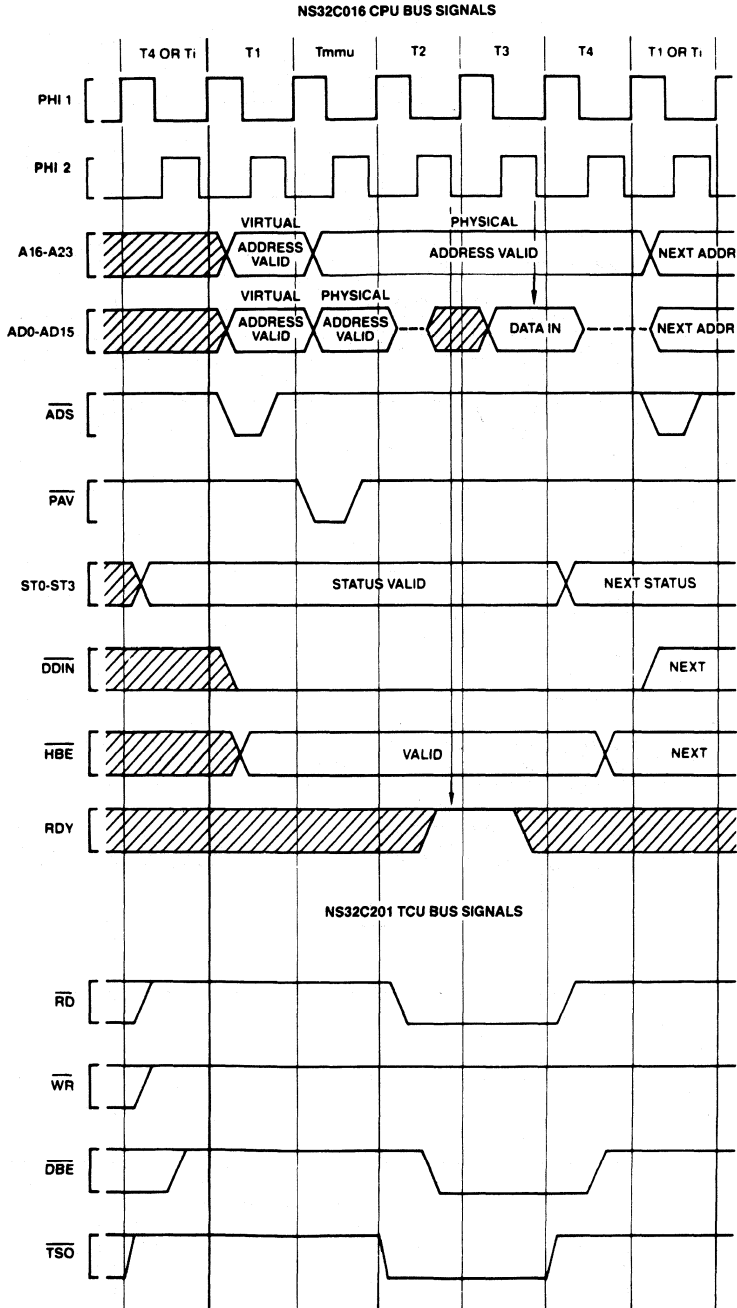 NS32C016 CPU BUS SIGNALS
T4 OR Ti T1 Tmmu T2 T3 T4 T1 OR Ti
PHI 1
PHI 2
VIRTUAL PHYSICAL
A16-A23 ADDRESS VALID ADDRESS VALID NEXT ADDR
VIRTUAL PHYSICAL
AD0-AD15 ADDRESS VALID ADDRESS VALID DATA IN NEXT ADDR
ADS
PAV
ST0-ST3 STATUS VALID NEXT STATUS
DDIN NEXT
HBE VALID NEXT
RDY
NS32C201 TCU BUS SIGNALS
RD
WR
DBE
TSO